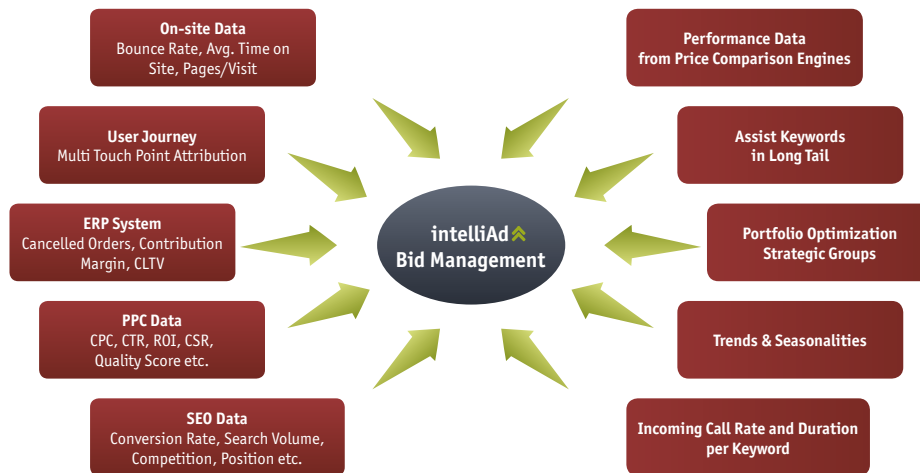 On-site Data
Bounce Rate, Avg. Time on
Site, Pages/Visit
User Journey
Multi Touch Point Attribution
ERP System
Cancelled Orders, Contribution
Margin, CLTV
PPC Data
CPC, CTR, ROI, CSR,
Quality Score etc.
SEO Data
Conversion Rate, Search Volume,
Competition, Position etc.
intelliAd
Bid Management
Performance Data
from Price Comparison Engines
Assist Keywords
in Long Tail
Portfolio Optimization
Strategic Groups
Trends & Seasonalities
Incoming Call Rate and Duration
per Keyword